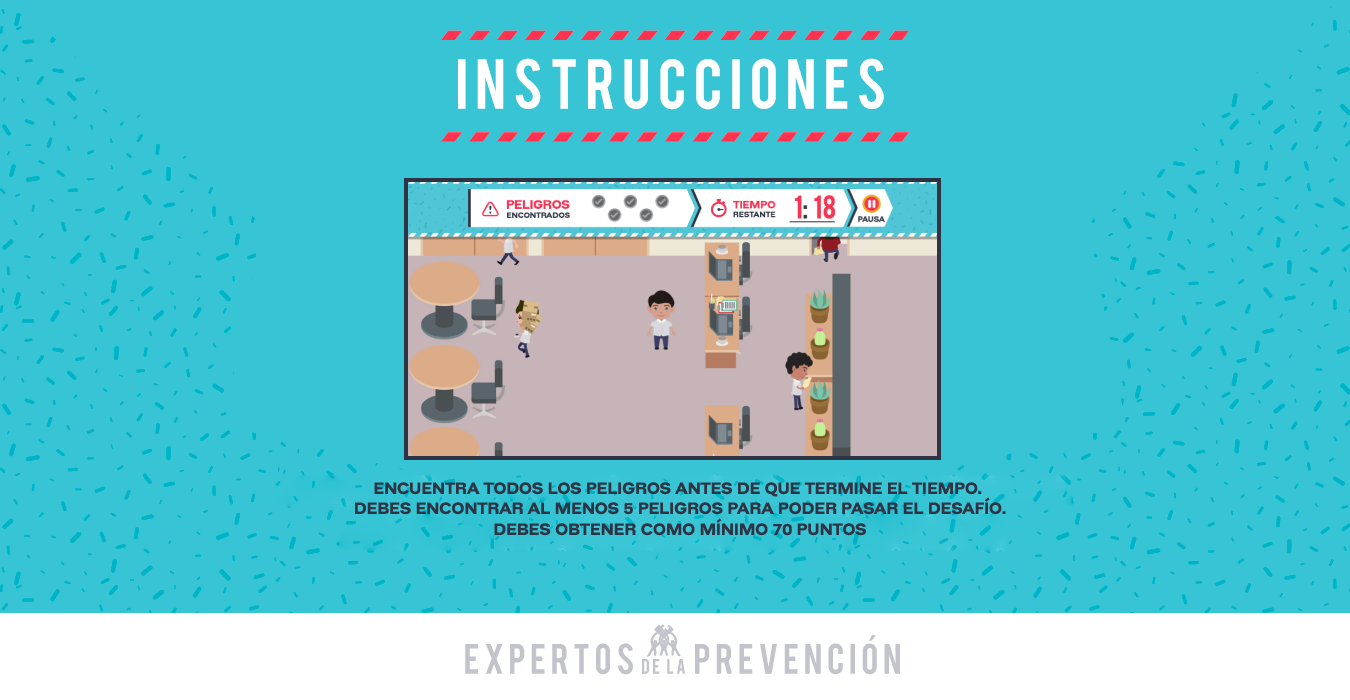 INSTRUCCIONES
PELIGROS
ENCONTRADOS
TIEMPO
RESTANTE
1:18
PAUSA
ENCUENTRA TODOS LOS PELIGROS ANTES DE QUE TERMINE EL TIEMPO.
DEBES ENCONTRAR AL MENOS 5 PELIGROS PARA PODER PASAR EL DESAFÍO.
DEBES OBTENER COMO MÍNIMO 70 PUNTOS
EXPERTOS DE LA PREVENCIÓN